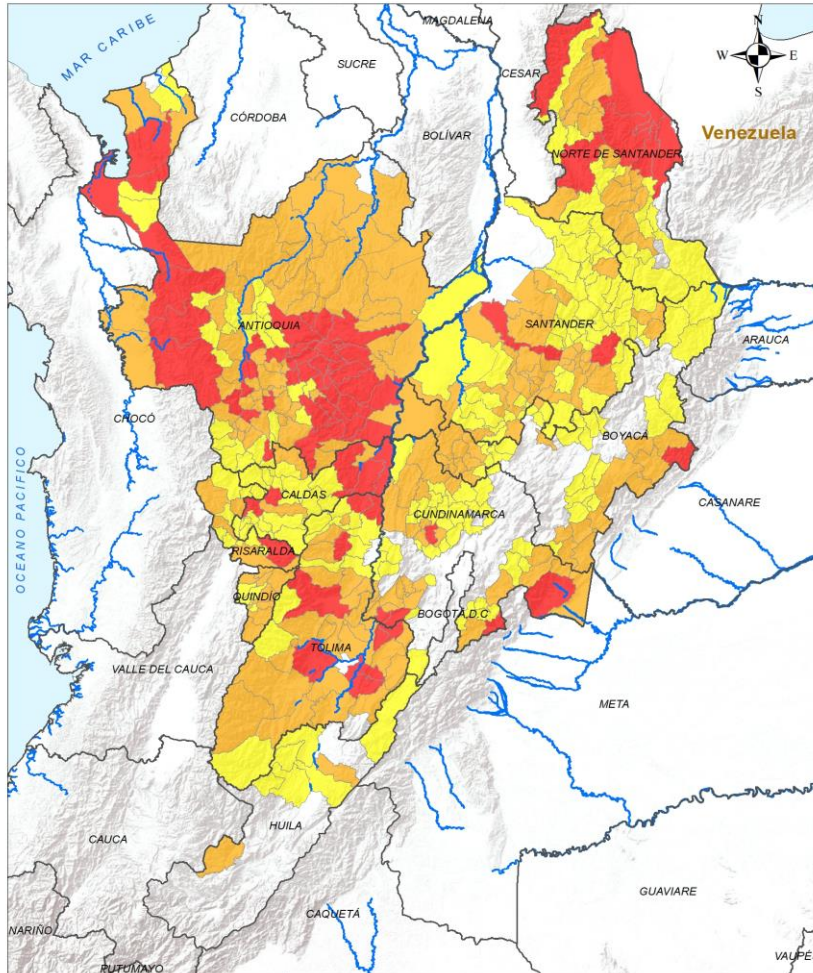 MAGDALENA
N
W E
S
MAR CARIBE
SUCRE
CESAR
CÓRDOBA
BOLÍVAR
Venezuela
NORTE DE SANTANDER
ANTIOQUIA
SANTANDER
ARAUCA
CHOCÓ
BOYACA
CASANARE
OCEANO PACIFICO
CALDAS
CUNDINAMARCA
RISARALDA
QUINDÍO
BOGOTÁ D.C
TOLIMA
VALLE DEL CAUCA
META
HUILA
CAUCA
GUAVIARE
CAQUETÁ
NARIÑO
PUTUMAYO
VAUPÉ